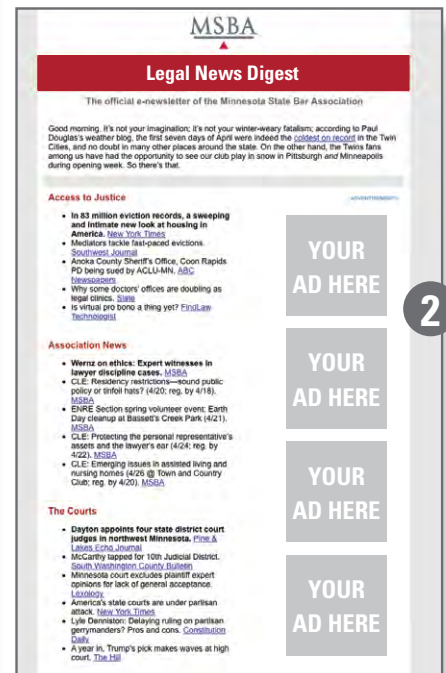 MSBA
Legal News Digest
The official e-newsletter of the Minnesota State Bar Association
Good morning. It's not your imagination; it's not your winter-weary fatalism; according to Paul
Douglas's weather blog, the first seven days of April were indeed the coldest on record in the Twin
Cities, and no doubt in many other places around the state. On the other hand, the Twins fans
among us have had the opportunity to see our club play in snow in Pittsburgh and Minneapolis
during opening week. So there's that.
Access to Justice
• In 83 million eviction records, a sweeping
and intimate new look at housing in
America. New York Times
• Mediators tackle fast-paced evictions.
Southwest Journal
• Anoka County Sheriff's Office, Coon Rapids
PD being sued by ACLU-MN. ABC
Newspapers
• Why some doctors' offices are doubling as
legal clinics. Slate
• Is virtual pro bono a thing yet? FindLaw
Technologist
Association News
• Wernz on ethics: Expert witnesses in
lawyer discipline cases. MSBA
• CLE: Residency restrictions—sound public
policy or tinfoil hats? (4/20; reg. by 4/18).
MSBA
• ENRE Section spring volunteer event: Earth
Day cleanup at Bassett's Creek Park (4/21).
MSBA
• CLE: Protecting the personal representative's
assets and the lawyer's ear (4/24; reg. by
4/22). MSBA
• CLE: Emerging issues in assisted living and
nursing homes (4/26 @ Town and Country
Club; reg. by 4/20). MSBA
The Courts
• Dayton appoints four state district court
judges in northwest Minnesota. Pine &
Lakes Echo Journal
• McCarthy tapped for 10th Judicial District.
South Washington County Bulletin
• Minnesota court excludes plaintiff expert
opinions for lack of general acceptance.
Lexology
• America's state courts are under partisan
attack. New York Times
• Lyle Denniston: Delaying ruling on partisan
gerrymanders? Pros and cons. Constitution
Daily
• A year in, Trump's pick makes waves at high
court. The Hill
ADVERTISEMENTS
YOUR
AD HERE
YOUR
AD HERE
YOUR
AD HERE
YOUR
AD HERE
2